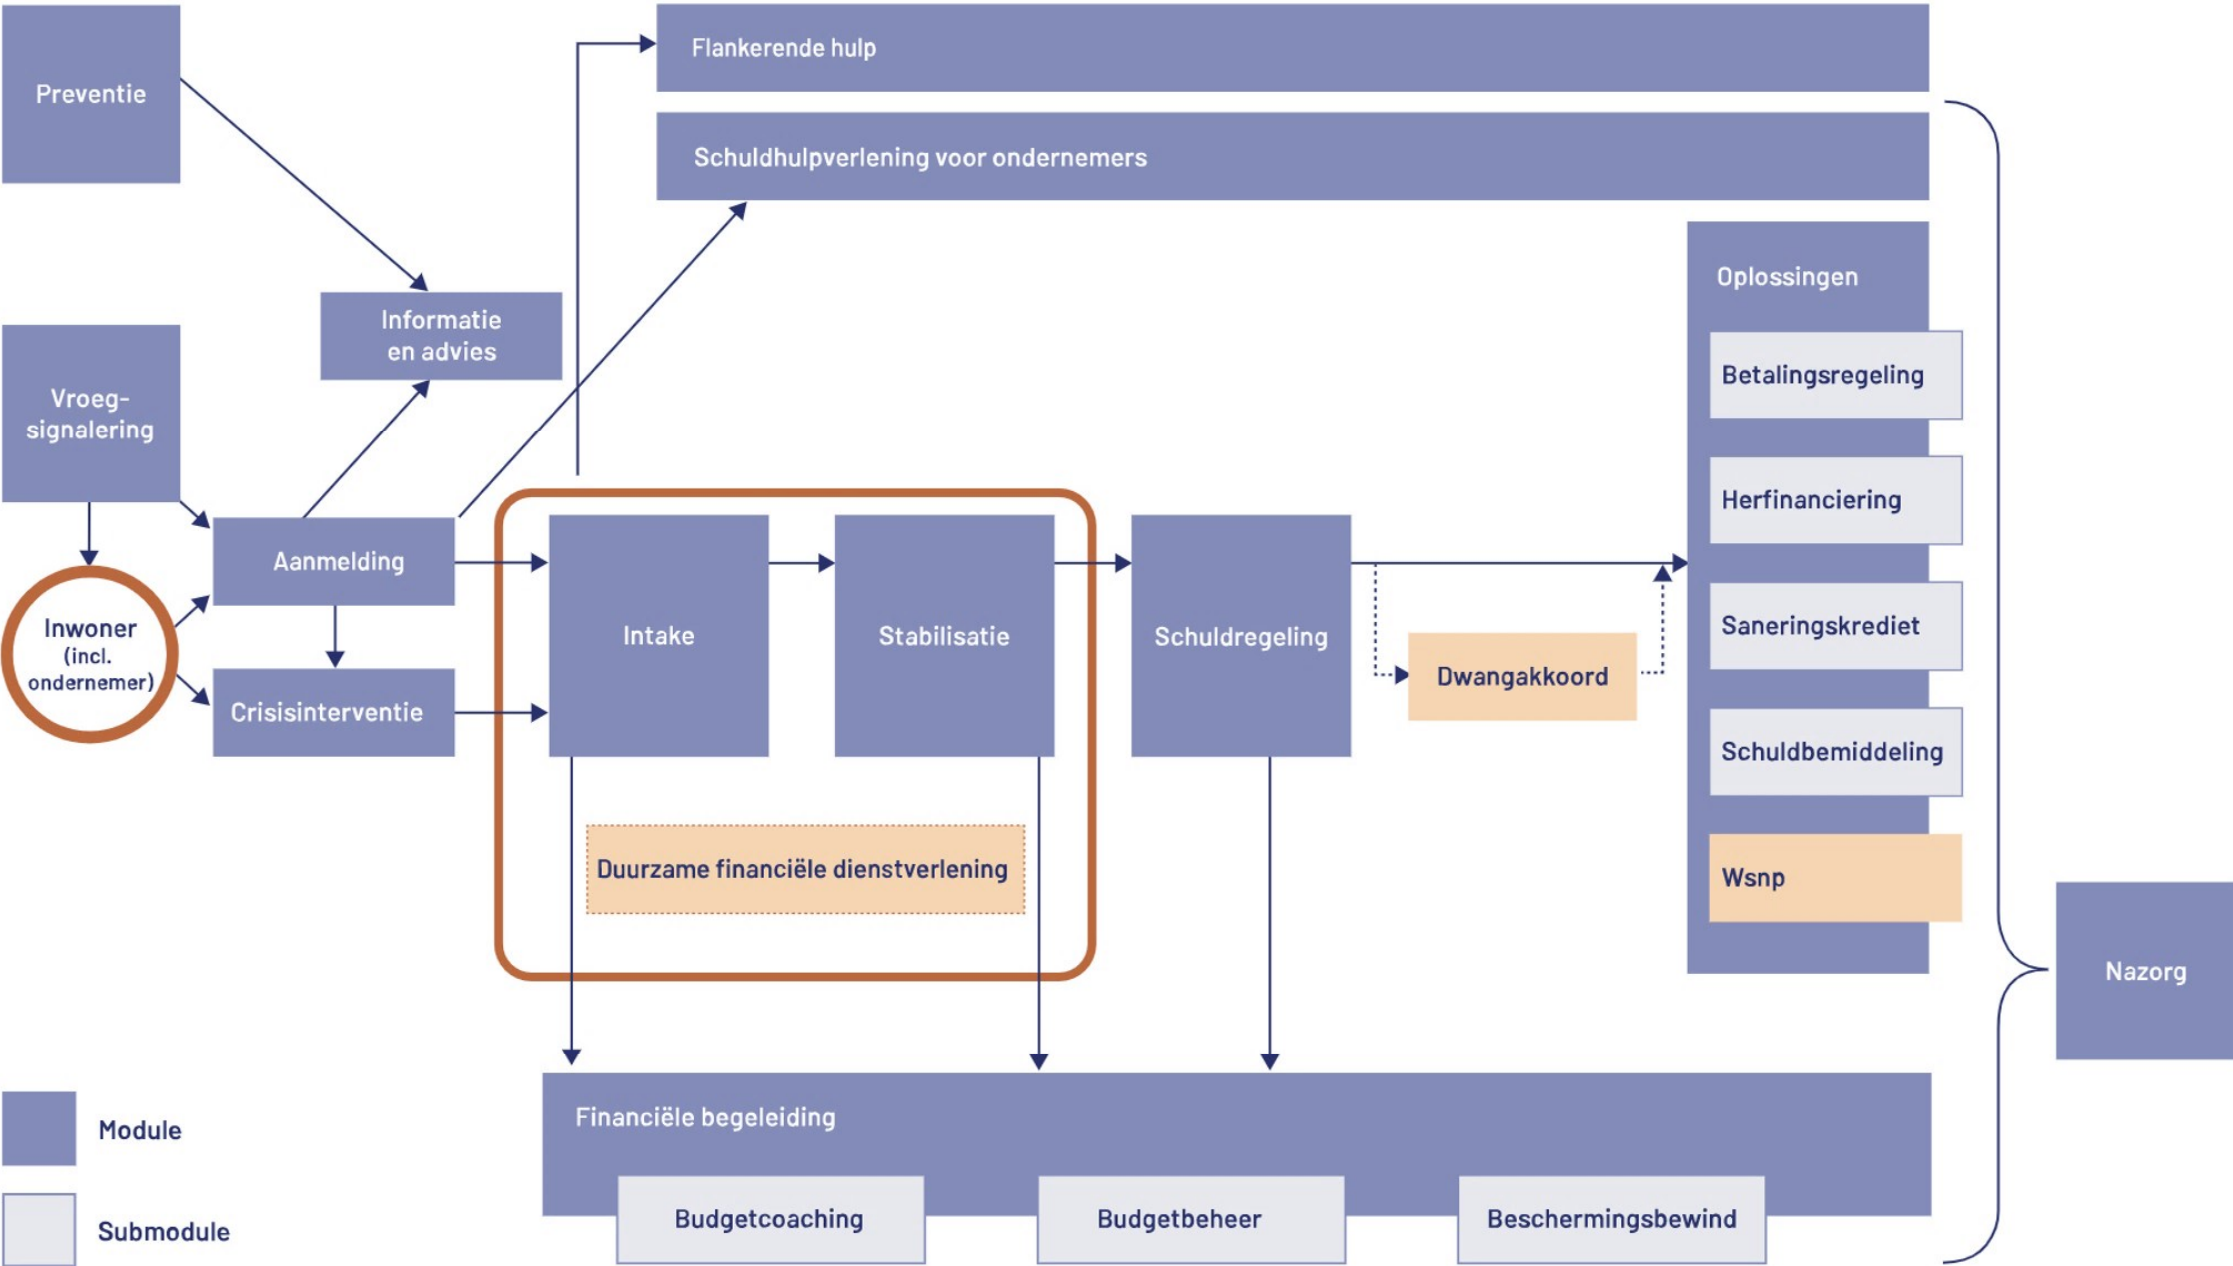 Flankerende hulp
Preventie
Schuldhulpverlening voor ondernemers
Oplossingen
Informatie
en advies
Betalingsregeling
Vroeg-
signalering
Herfinanciering
Aanmelding
Intake
Stabilisatie
Schuldregeling
Saneringskrediet
Inwoner
(incl.
ondernemer)
Dwangakkoord
Crisisinterventie
Schuldbemiddeling
Duurzame financiële dienstverlening
Wsnp
Nazorg
Financiële begeleiding
Module
Budgetcoaching
Budgetbeheer
Beschermingsbewind
Submodule